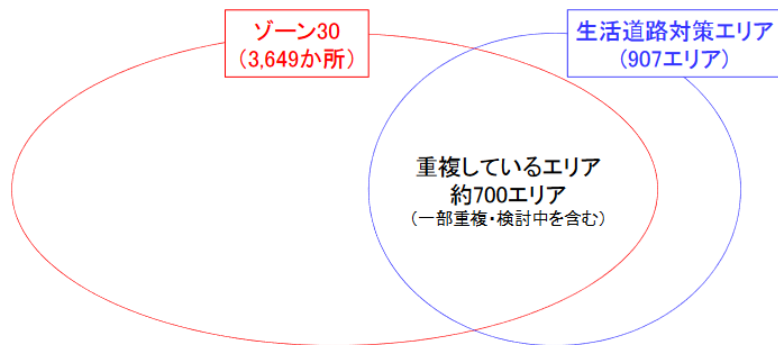 ゾーン30
（3,649か所）
生活道路対策エリア
（907エリア）
重複しているエリア
約700エリア
（一部重複・検討中を含む）